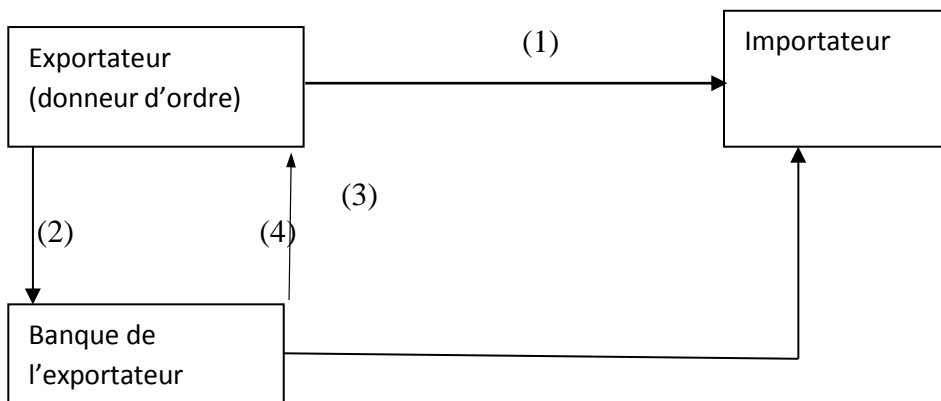 Exportateur
(donneur d’ordre)
(1)
Importateur
(2)
(4)
(3)
Banque de
l’exportateur